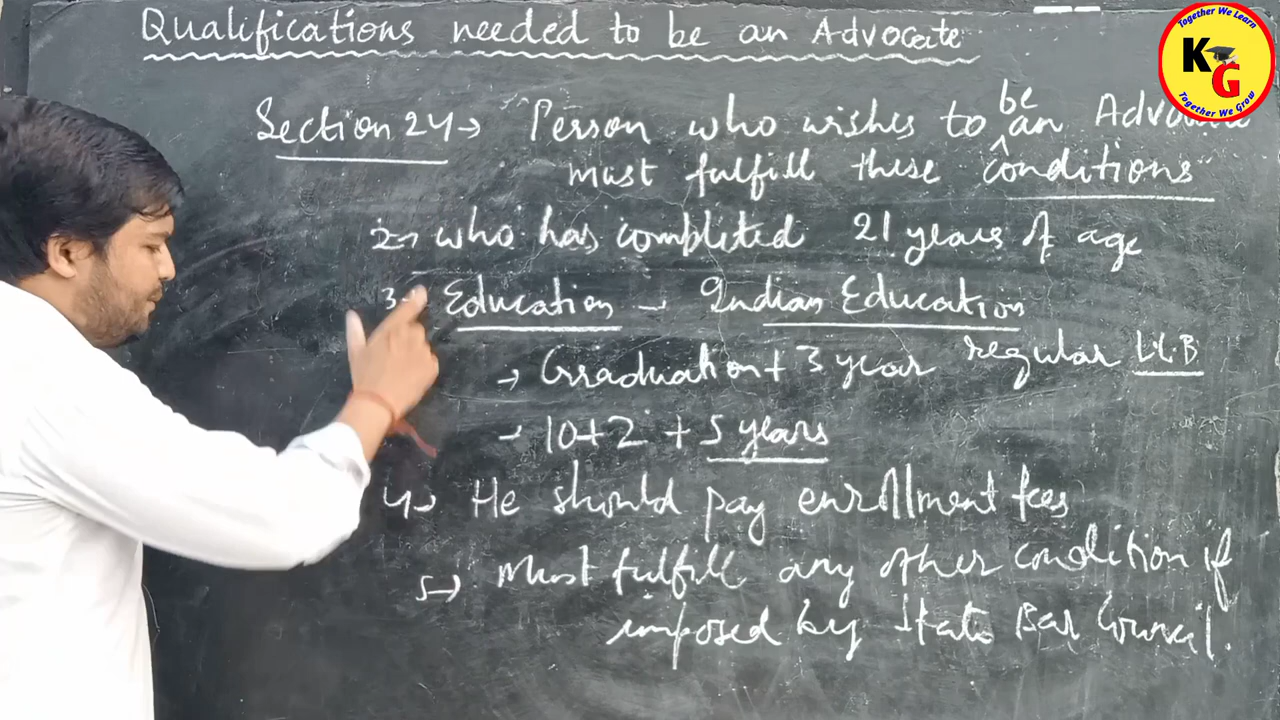 Qualifications needed to be an Advocate
Section 24→ Person who wishes to be an Advocate
must fulfill these conditions
2→ who has completed 21 years of age
3→ Education - Indian Education
→ Graduation + 3 year regular LL.B
- 10+2 + 5 years
4→ He should pay enrollment fees
5→ Must fulfill any other condition if
imposed by State Bar Council.
Together We Learn
KG
Together We Grow